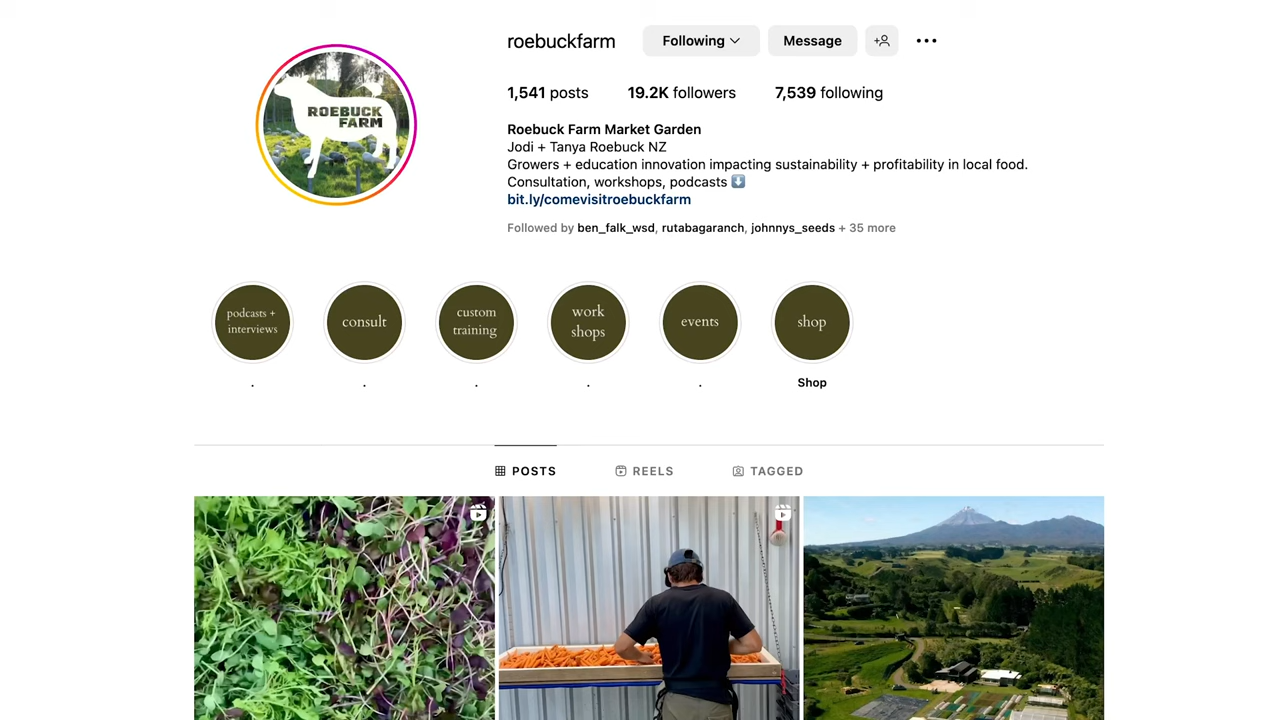 roebuckfarm
Following
Message
1,541 posts
19.2K followers
7,539 following
ROEBUCK
FARM
Roebuck Farm Market Garden
Jodi + Tanya Roebuck NZ
Growers + education innovation impacting sustainability + profitability in local food.
Consultation, workshops, podcasts ⬇️
bit.ly/comevisitroebuckfarm
Followed by ben_falk_wsd, rutabagaranch, johnnys_seeds + 35 more
podcasts +
interviews
consult
custom
training
work
shops
events
shop
.
.
.
.
.
Shop
POSTS
REELS
TAGGED